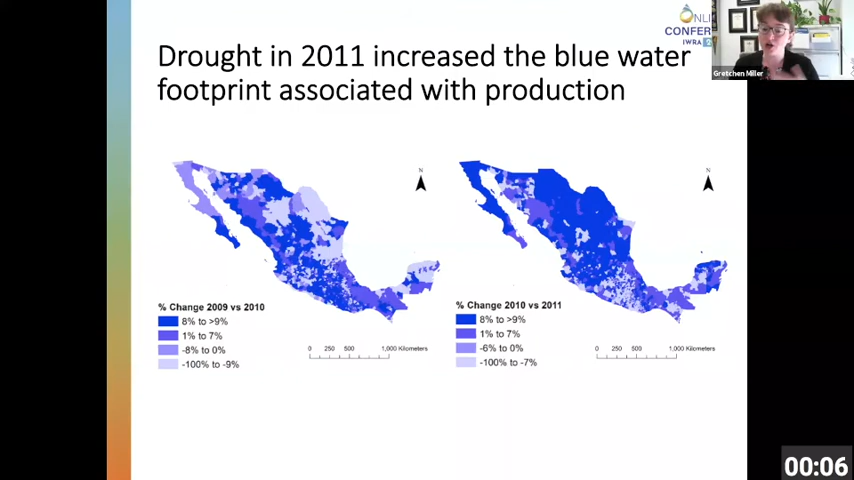 Drought in 2011 increased the blue water
footprint associated with production
ONLI
CONFER
IWRA
Gretchen Miller
N
% Change 2009 vs 2010
8% to >9%
1% to 7%
-8% to 0%
-100% to -9%
0 250 500 1,000 Kilometers
N
% Change 2010 vs 2011
8% to >9%
1% to 7%
-6% to 0%
-100% to -7%
0 250 500 1,000 Kilometers
00:06